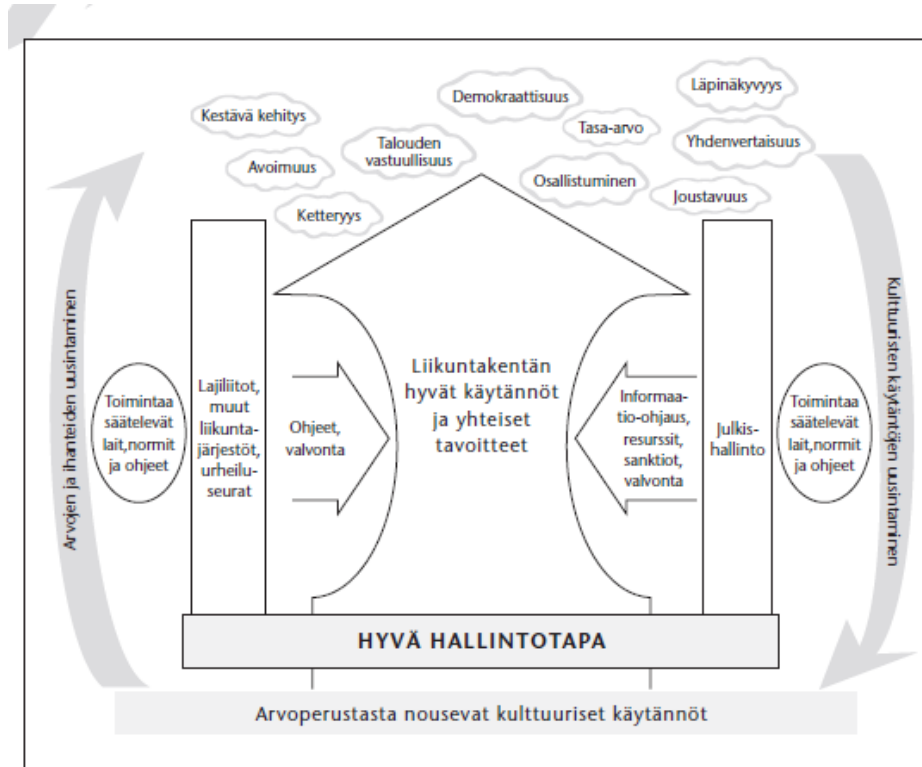 Demokraattisuus
Läpinäkyvyys
Kestävä kehitys
Tasa-arvo
Talouden
vastuullisuus
Yhdenvertaisuus
Avoimuus
Osallistuminen
Joustavuus
Ketteryys
Arvojen ja ihanteiden uusintaminen
Toimintaa
säätelevät
lait,normit
ja ohjeet
Lajiliitot,
muut
liikunta-
järjestöt,
urheilu-
seurat
Ohjeet,
valvonta
Liikuntakentän
hyvät käytännöt
ja yhteiset
tavoitteet
Informaa-
tio-ohjaus,
resurssit,
sanktiot,
valvonta
Julkis-
hallinto
Toimintaa
säätelevät
lait,normit
ja ohjeet
Kulttuuristen käytäntöjen uusintaminen
HYVÄ HALLINTOTAPA
Arvoperustasta nousevat kulttuuriset käytännöt